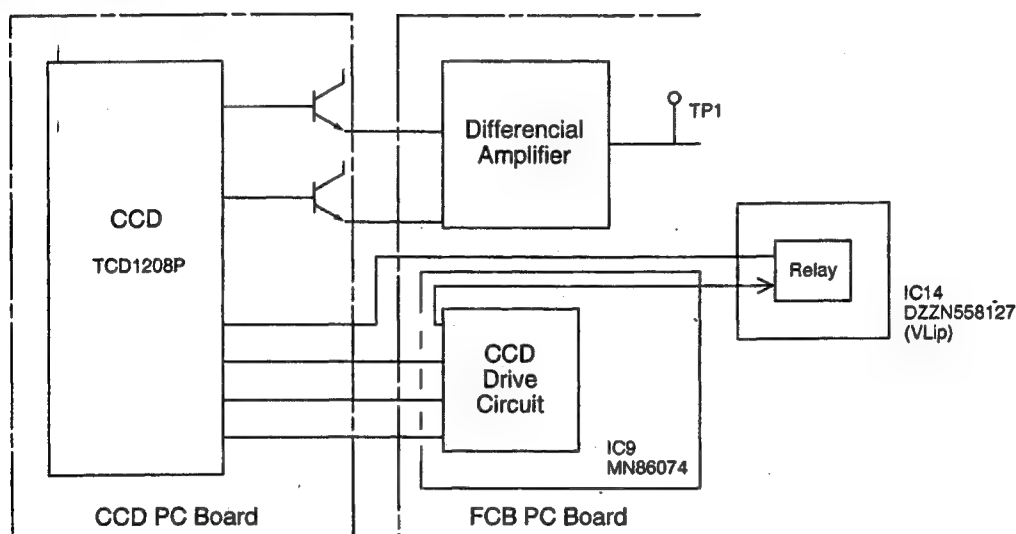 Differencial
Amplifier
TP1
CCD
TCD1208P
Relay
IC14
DZZN558127
(VLip)
CCD
Drive
Circuit
IC9
MN86074
CCD PC Board
FCB PC Board